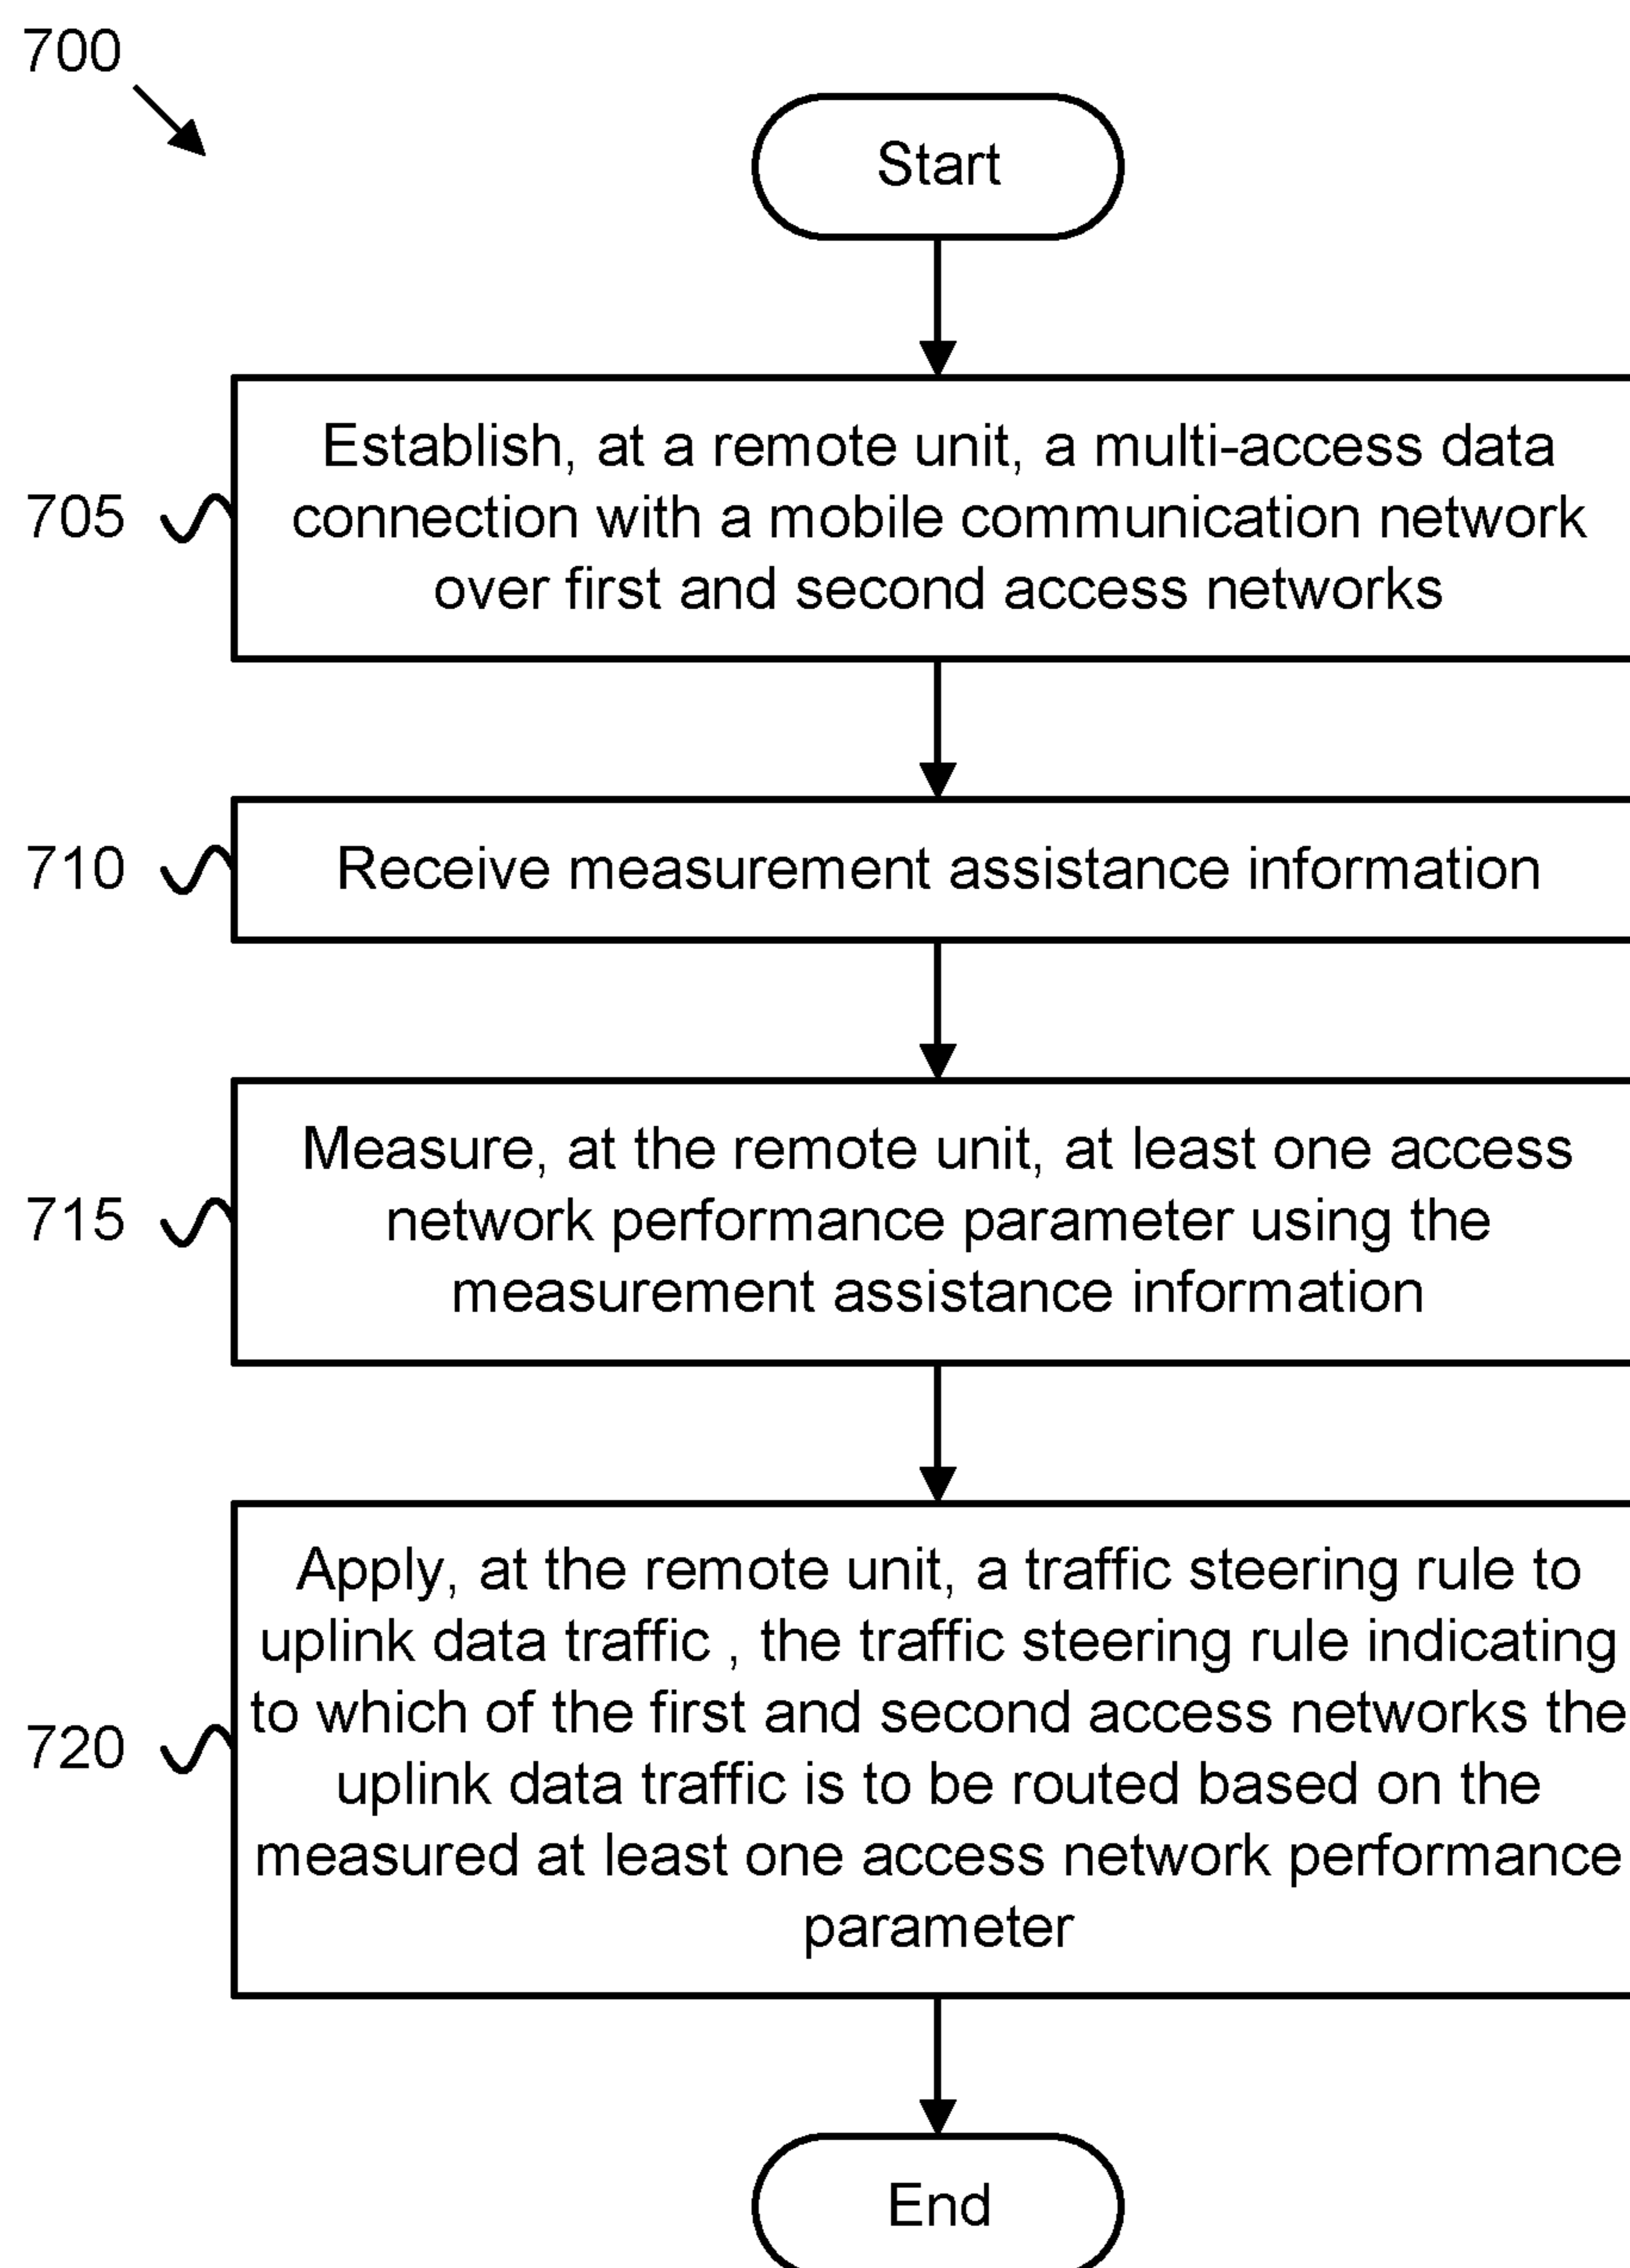 700
Start
705
Establish, at a remote unit, a multi-access data
connection with a mobile communication network
over first and second access networks
710
Receive measurement assistance information
715
Measure, at the remote unit, at least one access
network performance parameter using the
measurement assistance information
720
Apply, at the remote unit, a traffic steering rule to
uplink data traffic , the traffic steering rule indicating
to which of the first and second access networks the
uplink data traffic is to be routed based on the
measured at least one access network performance
parameter
End